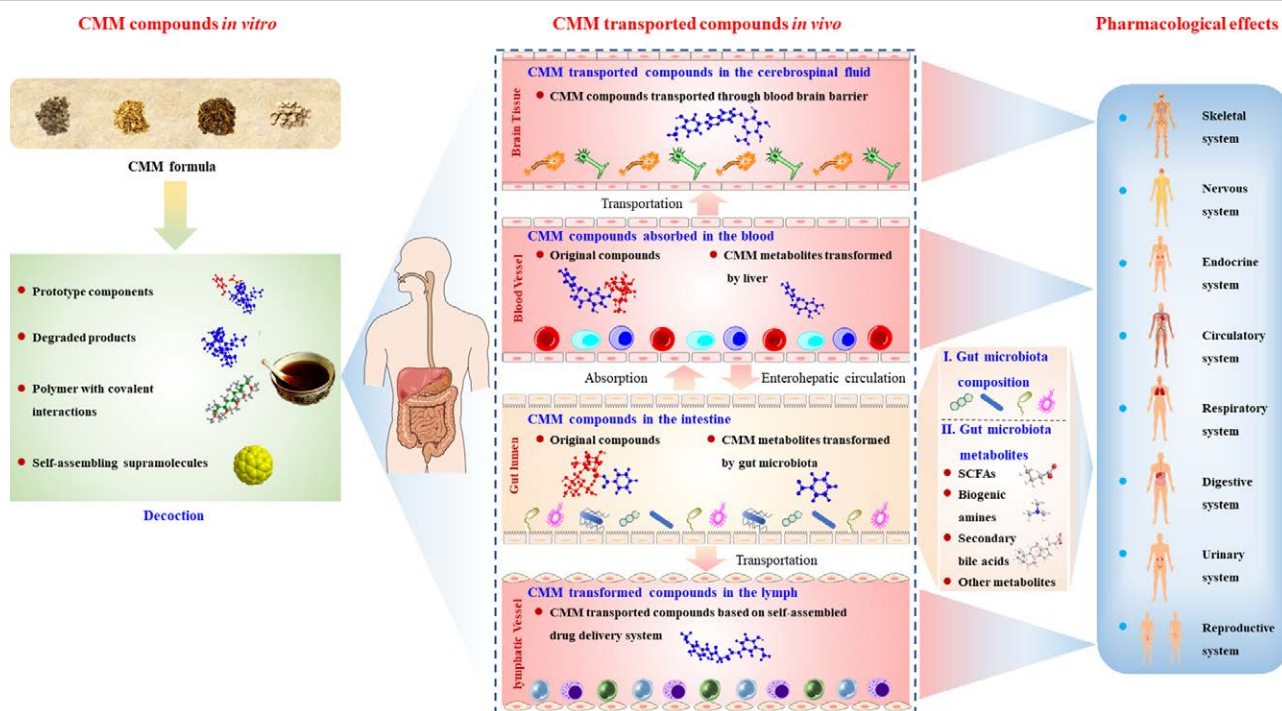 CMM compounds in vitro
CMM formula
Prototype components
Degraded products
Polymer with covalent
interactions
Self-assembling supramolecules
Decoction
CMM transported compounds in vivo
Brain Tissue
CMM transported compounds in the cerebrospinal fluid
CMM compounds transported through blood brain barrier
Transportation
Blood Vessel
CMM compounds absorbed in the blood
Original compounds
CMM metabolites transformed
by liver
Absorption
Enterohepatic circulation
Gut lumen
CMM compounds in the intestine
Original compounds
CMM metabolites transformed
by gut microbiota
Transportation
lymphatic Vessel
CMM transformed compounds in the lymph
CMM transported compounds based on self-assembled
drug delivery system
I. Gut microbiota
composition
II. Gut microbiota
metabolites
SCFAs
Biogenic
amines
Secondary
bile acids
Other metabolites
Pharmacological effects
Skeletal
system
Nervous
system
Endocrine
system
Circulatory
system
Respiratory
system
Digestive
system
Urinary
system
Reproductive
system